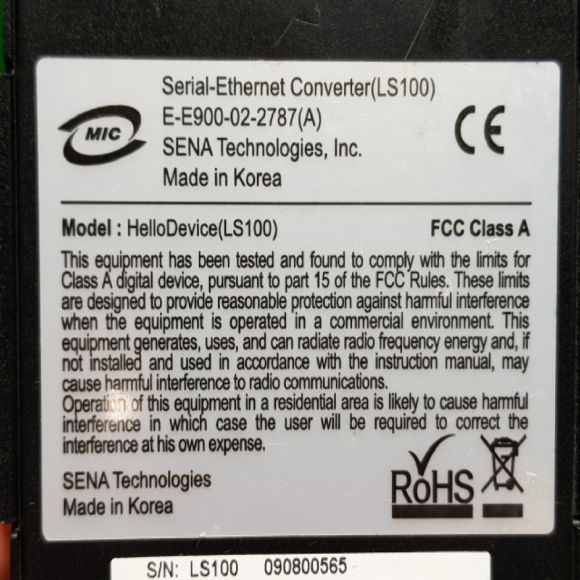 Serial-Ethernet Converter(LS100)
MIC
E-E900-02-2787(A)
CE
SENA Technologies, Inc.
Made in Korea
Model : HelloDevice(LS100) FCC Class A
This equipment has been tested and found to comply with the limits for
Class A digital device, pursuant to part 15 of the FCC Rules. These limits
are designed to provide reasonable protection against harmful interference
when the equipment is operated in a commercial environment. This
equipment generates, uses, and can radiate radio frequency energy and, if
not installed and used in accordance with the instruction manual, may
cause harmful interference to radio communications.
Operation of this equipment in a residential area is likely to cause harmful
interference in which case the user will be required to correct the
interference at his own expense.
SENA Technologies
Made in Korea
RoHS
S/N: LS100 090800565